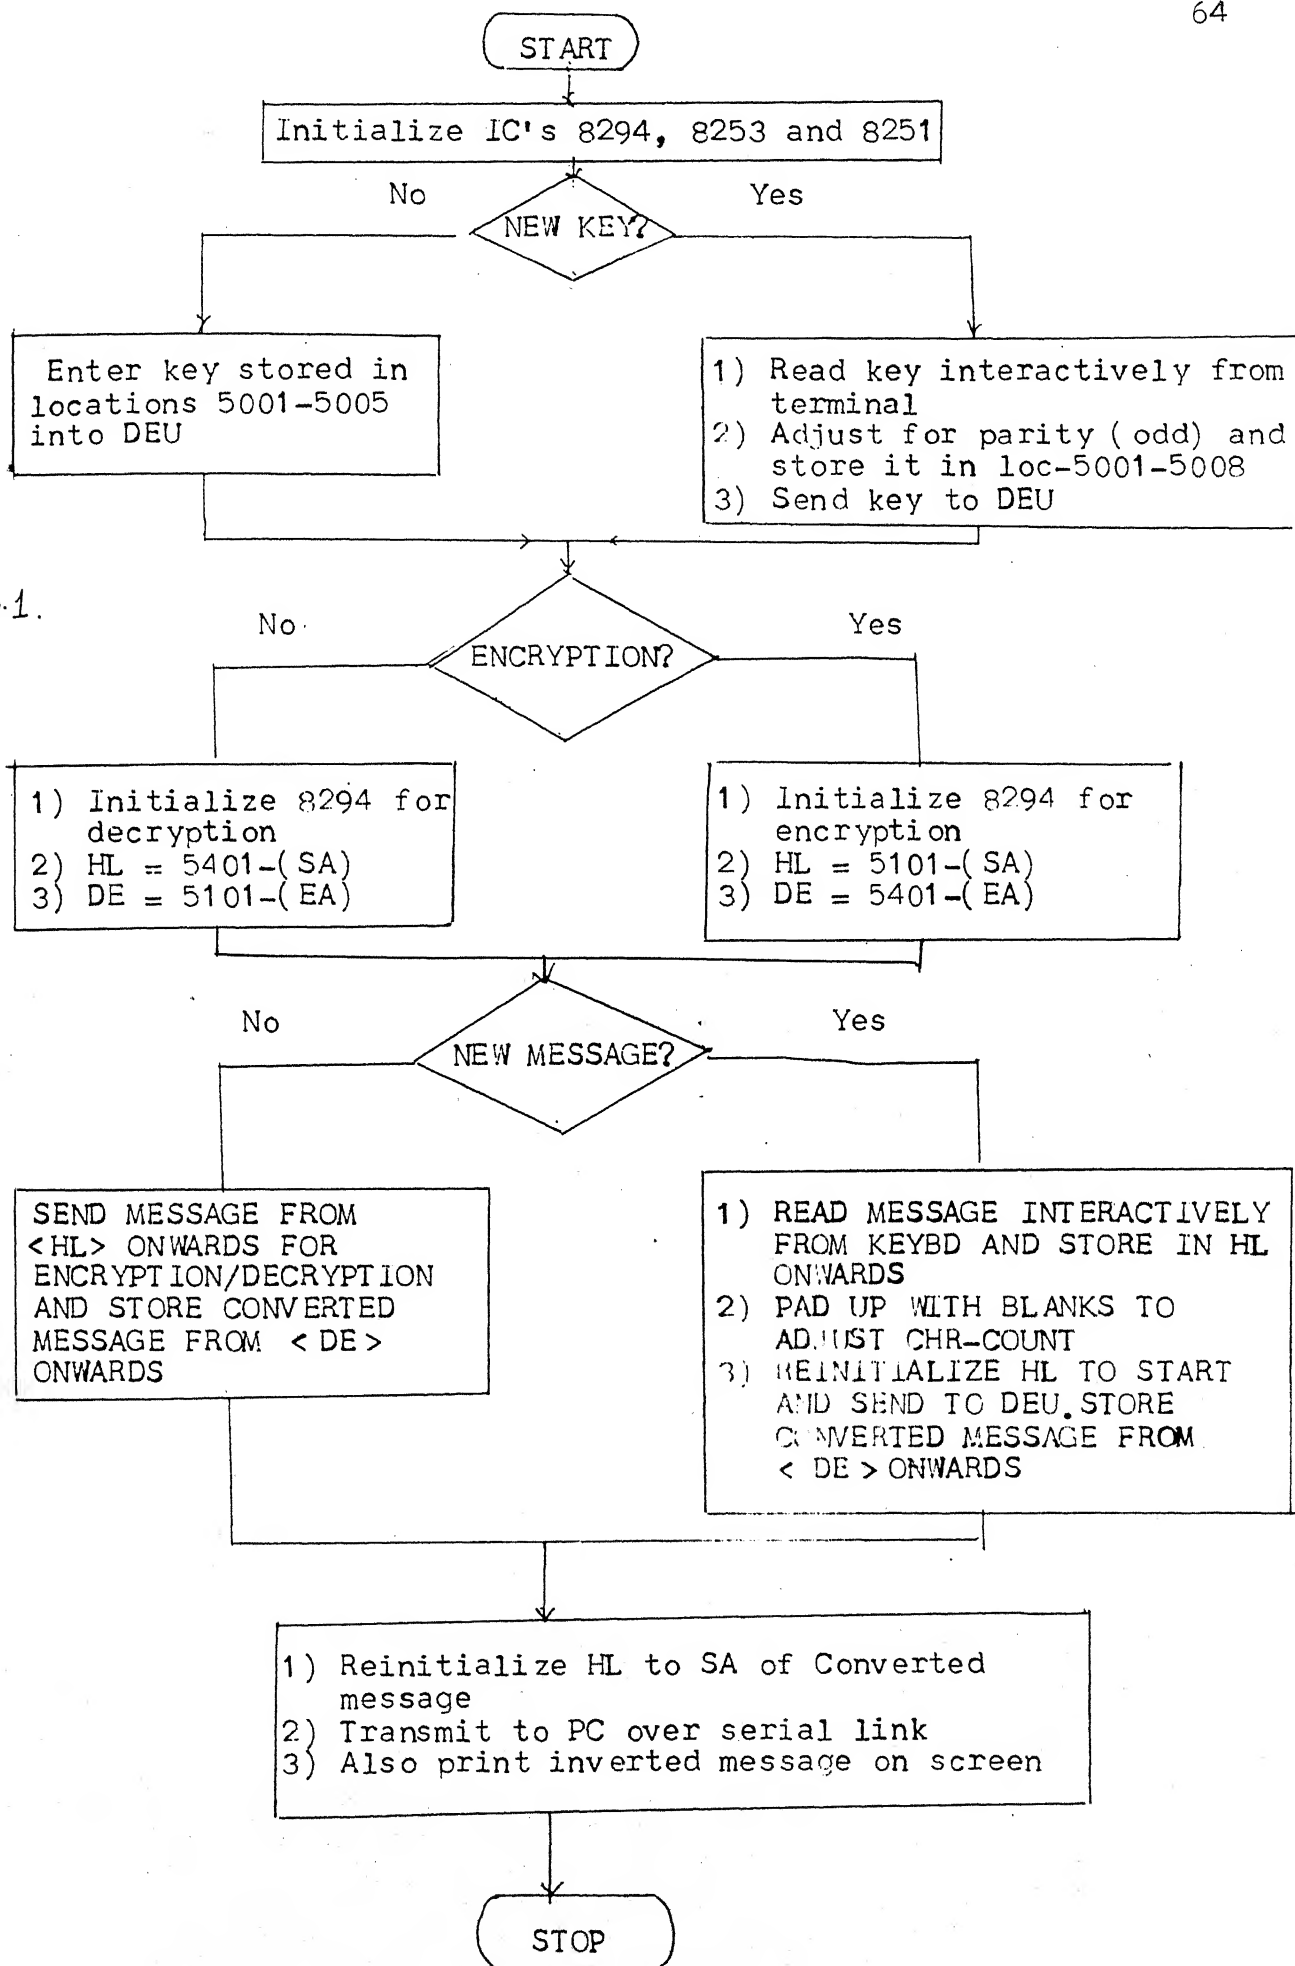 64
START
Initialize IC's 8294, 8253 and 8251
No
Yes
NEW KEY?
Enter key stored in
locations 5001-5005
into DEU
1) Read key interactively from
terminal
2) Adjust for parity (odd) and
store it in loc-5001-5008
3) Send key to DEU
.1.
No
Yes
ENCRYPTION?
1) Initialize 8294 for
decryption
2) HL = 5401-(SA)
3) DE = 5101-(EA)
1) Initialize 8294 for
encryption
2) HL = 5101-(SA)
3) DE = 5401-(EA)
No
Yes
NEW MESSAGE?
SEND MESSAGE FROM
<HL> ONWARDS FOR
ENCRYPTION/DECRYPTION
AND STORE CONVERTED
MESSAGE FROM <DE>
ONWARDS
1) READ MESSAGE INTERACTIVELY
FROM KEYBD AND STORE IN HL
ONWARDS
2) PAD UP WITH BLANKS TO
ADJUST CHR-COUNT
3) REINITIALIZE HL TO START
AND SEND TO DEU.STORE
CONVERTED MESSAGE FROM
< DE > ONWARDS
1) Reinitialize HL to SA of Converted
message
2) Transmit to PC over serial link
3) Also print inverted message on screen
STOP